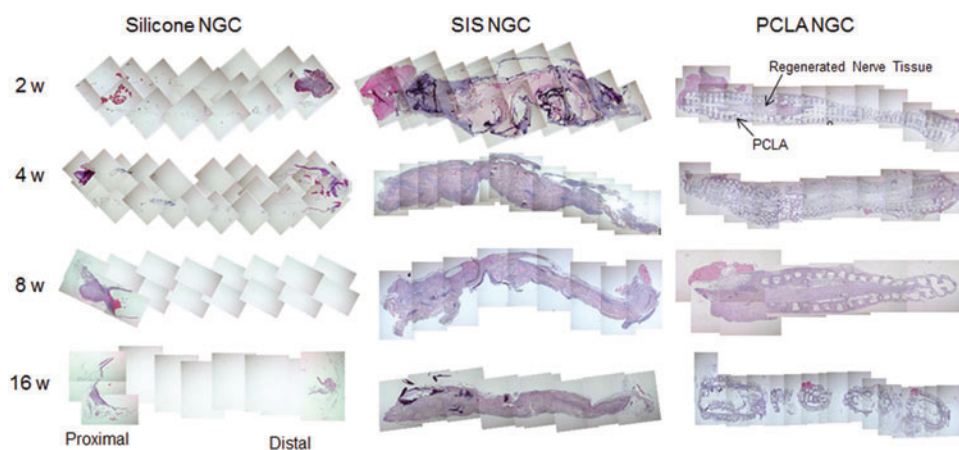 Silicone NGC SIS NGC PCLA NGC
2 w
Regenerated Nerve Tissue
PCLA
4 w
8 w
16 w
Proximal Distal